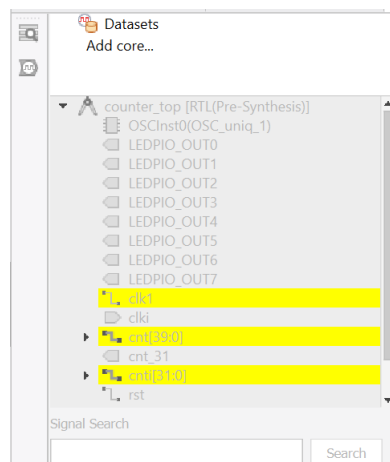 Datasets
Add core...
counter_top [RTL(Pre-Synthesis)]
OSCInst0(OSC_uniq_1)
LEDPIO_OUT0
LEDPIO_OUT1
LEDPIO_OUT2
LEDPIO_OUT3
LEDPIO_OUT4
LEDPIO_OUT5
LEDPIO_OUT6
LEDPIO_OUT7
clk1
clki
cnt[39:0]
cnt_31
cnti[31:0]
rst
Signal Search
Search